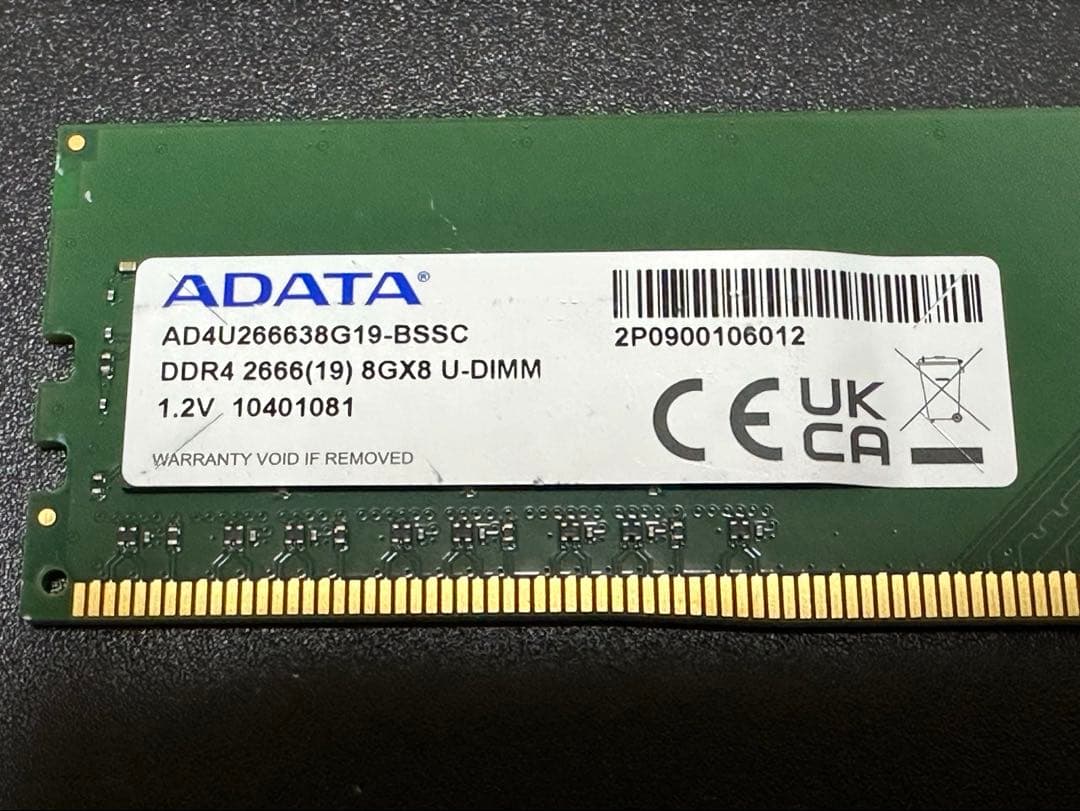 ADATA®
AD4U266638G19-BSSC
DDR4 2666(19) 8GX8 U-DIMM
1.2V 10401081
WARRANTY VOID IF REMOVED
2P0900106012
CE
UK
CA